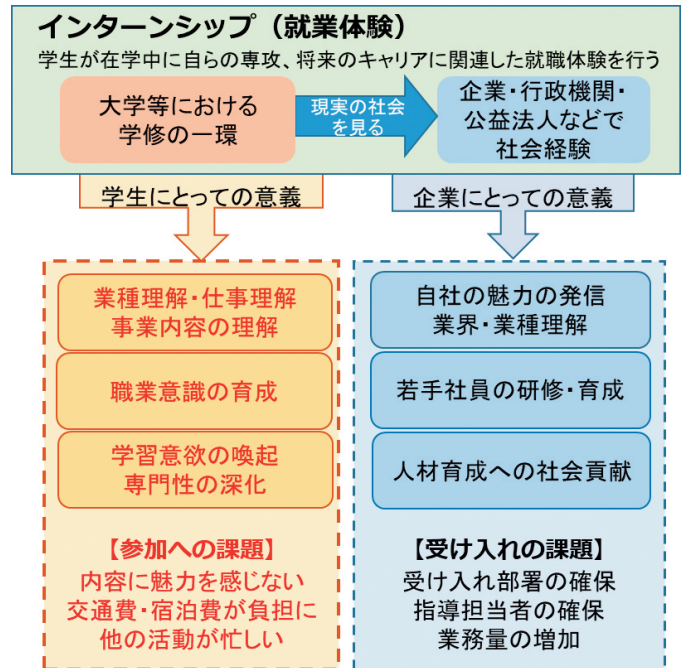 インターンシップ（就業体験）
学生が在学中に自らの専攻、将来のキャリアに関連した就職体験を行う
大学等における
学修の一環
現実の社会
を見る
企業・行政機関・
公益法人などで
社会経験
学生にとっての意義
業種理解・仕事理解
事業内容の理解
職業意識の育成
学習意欲の喚起
専門性の深化
【参加への課題】
内容に魅力を感じない
交通費・宿泊費が負担に
他の活動が忙しい
企業にとっての意義
自社の魅力の発信
業界・業種理解
若手社員の研修・育成
人材育成への社会貢献
【受け入れの課題】
受け入れ部署の確保
指導担当者の確保
業務量の増加